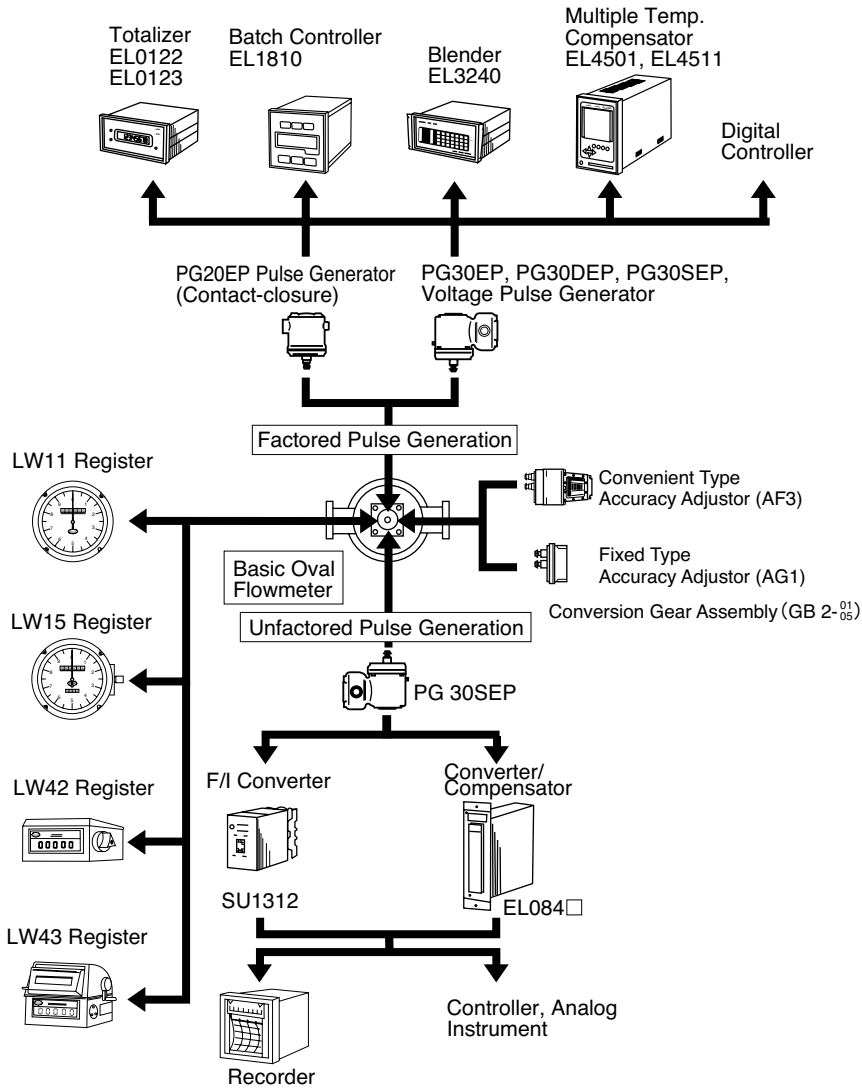 Totalizer
EL0122
EL0123
Batch Controller
EL1810
Blender
EL3240
Multiple Temp.
Compensator
EL4501, EL4511
Digital
Controller
PG20EP Pulse Generator
(Contact-closure)
PG30EP, PG30DEP, PG30SEP,
Voltage Pulse Generator
Factored Pulse Generation
LW11 Register
Convenient Type
Accuracy Adjustor (AF3)
Basic Oval
Flowmeter
Fixed Type
Accuracy Adjustor (AG1)
Conversion Gear Assembly (GB 2-01/05)
LW15 Register
Unfactored Pulse Generation
PG 30SEP
F/I Converter
SU1312
Converter/
Compensator
EL084□
LW42 Register
00000
LW43 Register
00000
Recorder
Controller, Analog
Instrument